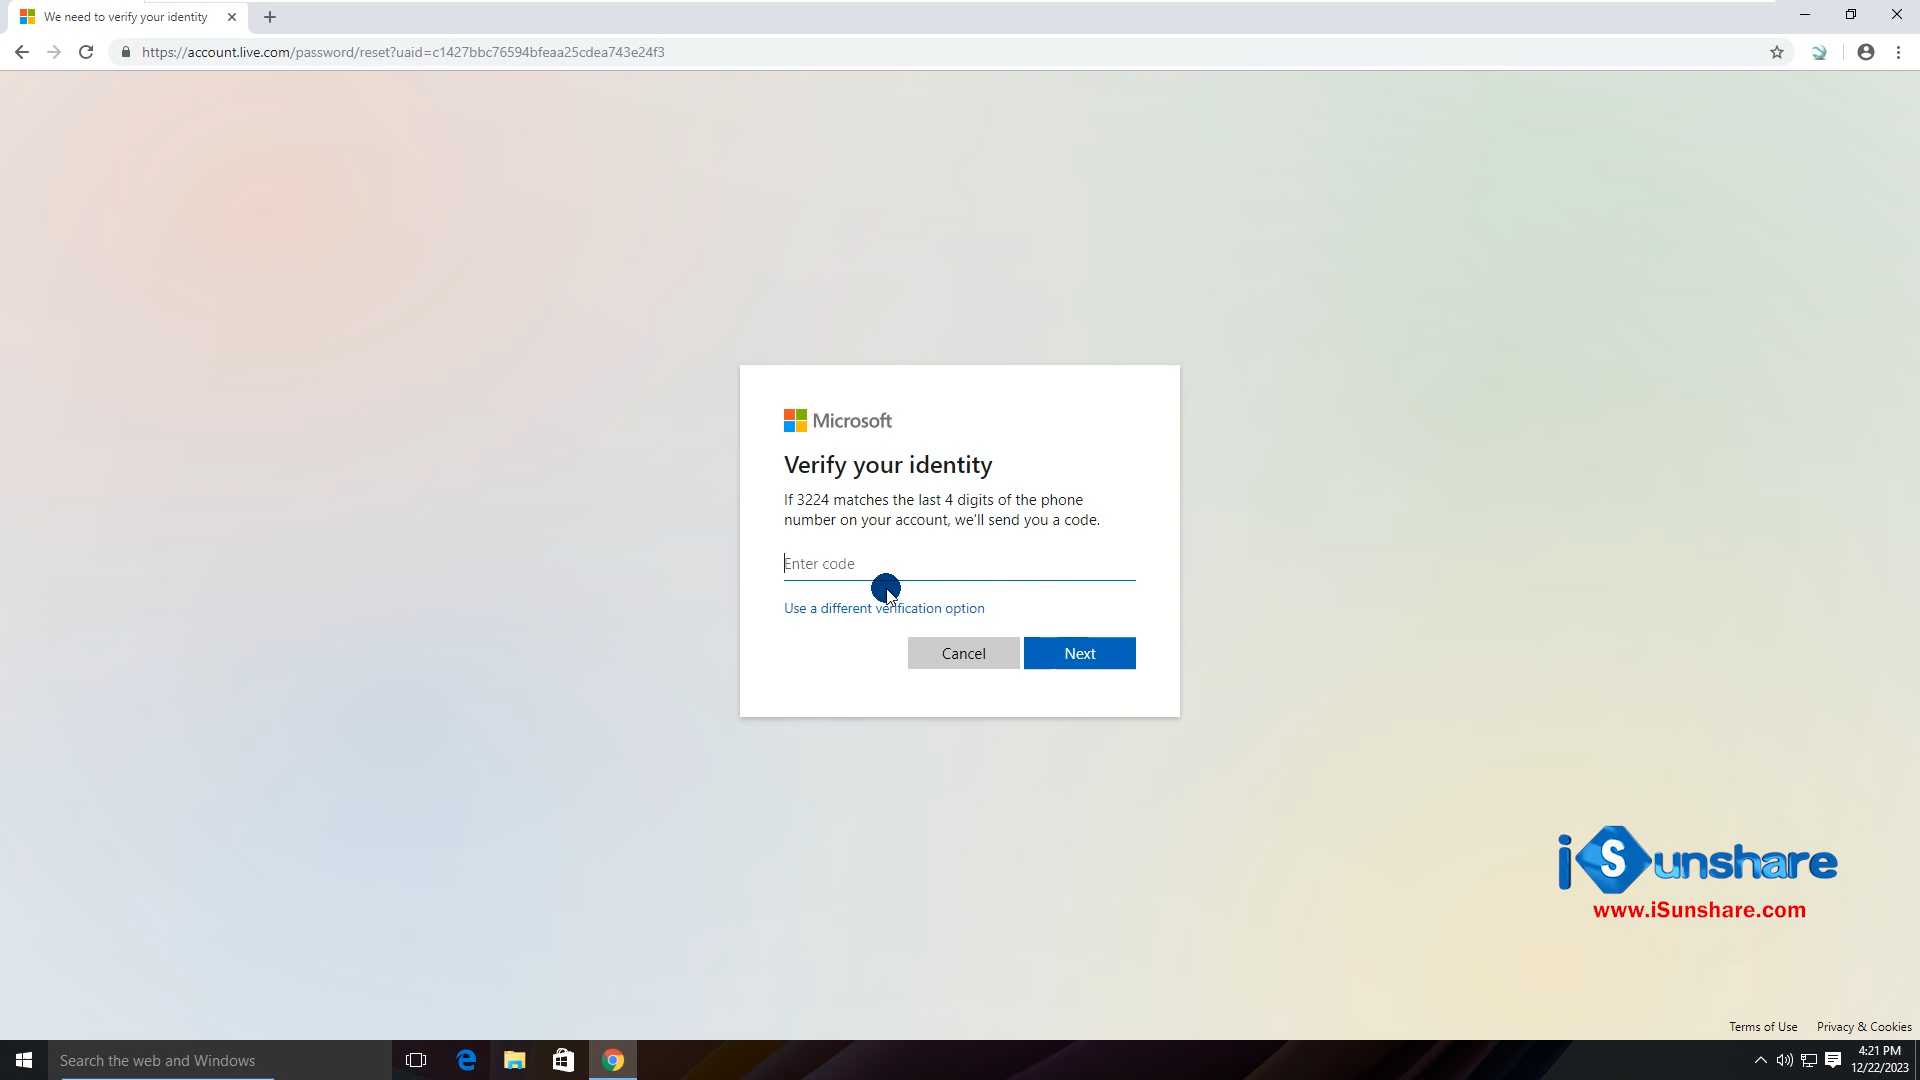 We need to verify your identity
https://account.live.com/password/reset?uaid=c1427bbc76594bfeaa25cdea743e24f3
Microsoft
Verify your identity
If 3224 matches the last 4 digits of the phone
number on your account, we'll send you a code.
Enter code
Use a different verification option
Cancel
Next
iSunshare
www.iSunshare.com
Terms of Use
Privacy & Cookies
Search the web and Windows
4:21 PM
12/22/2023